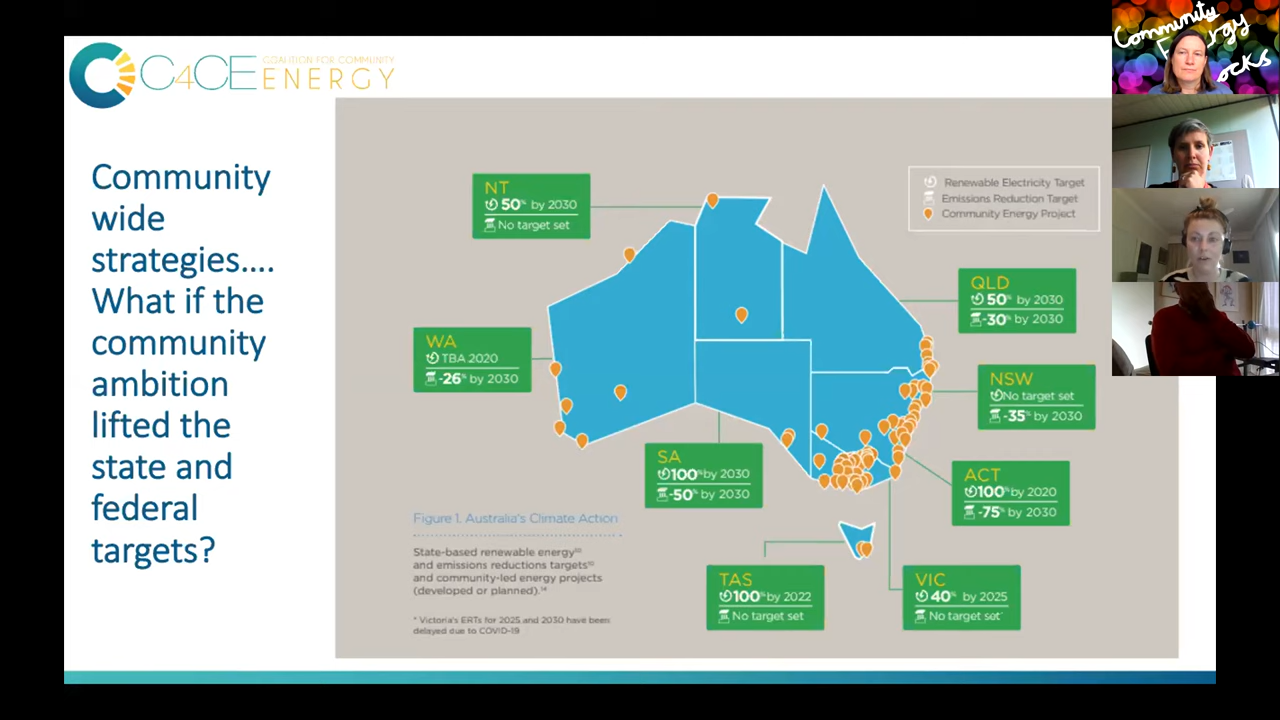 C4CE
COALITION FOR COMMUNITY
ENERGY
Community
wide
strategies....
What if the
community
ambition
lifted the
state and
federal
targets?
NT
50% by 2030
No target set
Renewable Electricity Target
Emissions Reduction Target
Community Energy Project
QLD
50% by 2030
-30% by 2030
WA
TBA 2020
-26% by 2030
NSW
No target set
-35% by 2030
SA
100% by 2030
-50% by 2030
ACT
100% by 2020
-75% by 2030
Figure 1. Australia's Climate Action
State-based renewable energy
and emissions reductions targets
and community-led energy projects
(developed or planned).
* Victoria's ERTs for 2025 and 2030 have been
delayed due to COVID-19
TAS
100% by 2022
No target set
VIC
40% by 2025
No target set*
Community